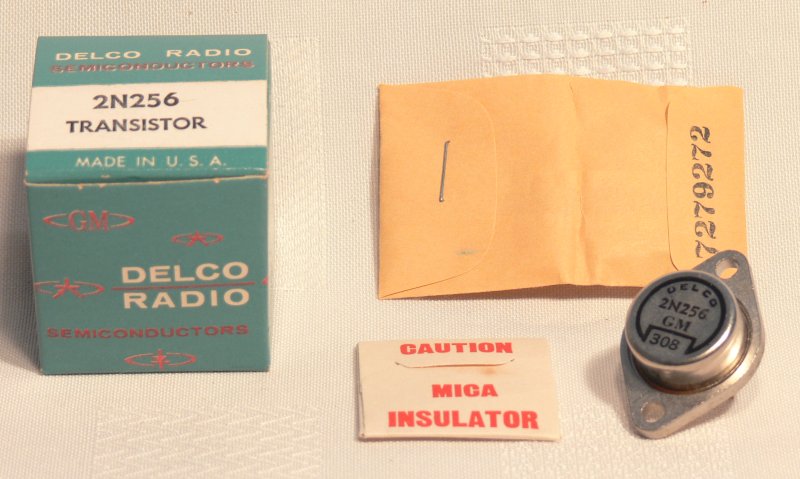 DELCO RADIO
SEMICONDUCTORS
2N256
TRANSISTOR
MADE IN U. S. A.
GM
DELCO
RADIO
SEMICONDUCTORS
7279272
CAUTION
MICA
INSULATOR
DELCO
2N256
GM
308